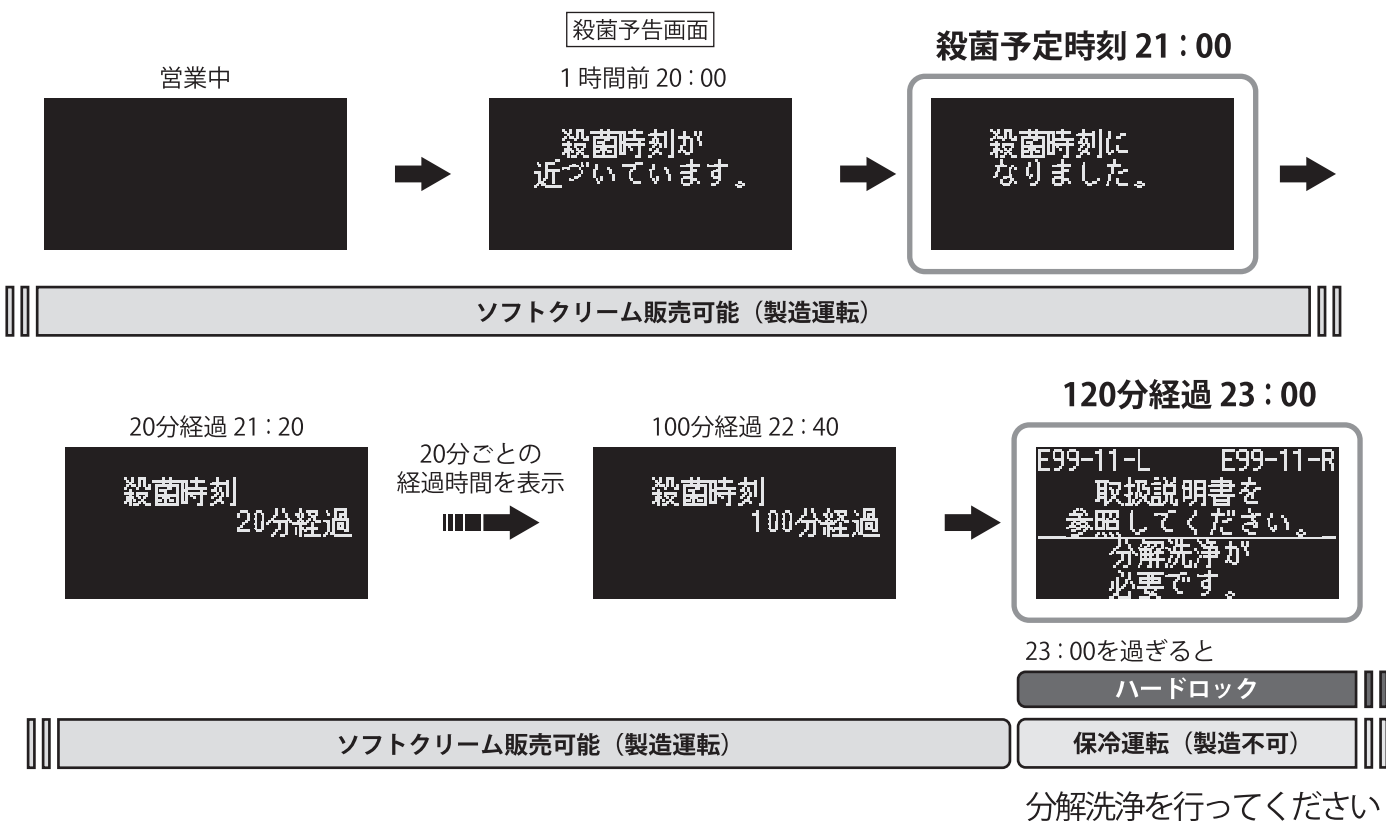 殺菌予告画面
営業中
1時間前 20：00
殺菌予定時刻 21：00
殺菌時刻が
近づいています。
殺菌時刻に
なりました。
ソフトクリーム販売可能（製造運転）
20分経過 21：20
殺菌時刻
20分経過
20分ごとの
経過時間を表示
100分経過 22：40
殺菌時刻
100分経過
120分経過 23：00
E99-11-L E99-11-R
取扱説明書を
参照してください。
分解洗浄が
必要です。
23：00を過ぎると
ハードロック
ソフトクリーム販売可能（製造運転）
保冷運転（製造不可）
分解洗浄を行ってください